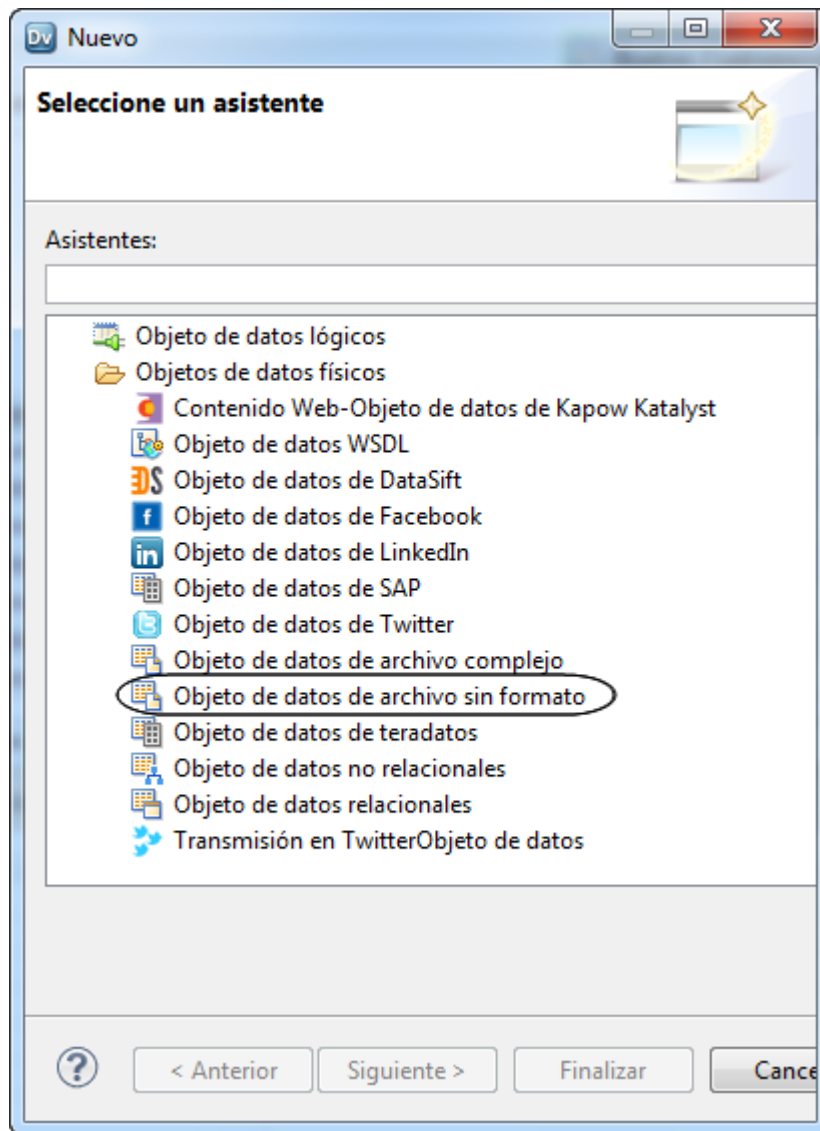 Dv Nuevo
Seleccione un asistente
Asistentes:
Objeto de datos lógicos
Objetos de datos físicos
Contenido Web-Objeto de datos de Kapow Katalyst
Objeto de datos WSDL
DS Objeto de datos de DataSift
f Objeto de datos de Facebook
in Objeto de datos de LinkedIn
Objeto de datos de SAP
Objeto de datos de Twitter
Objeto de datos de archivo complejo
Objeto de datos de archivo sin formato
Objeto de datos de teradatos
Objeto de datos no relacionales
Objeto de datos relacionales
Transmisión en TwitterObjeto de datos
? < Anterior Siguiente > Finalizar Cance